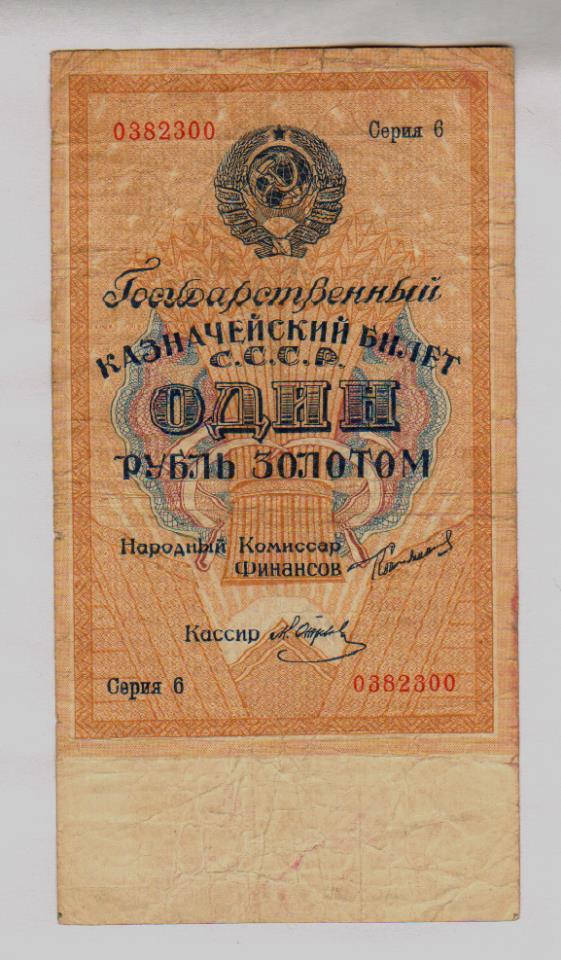 0382300 Серия 6
Государственный
КАЗНАЧЕЙСКИЙ БИЛЕТ
С.С.С.Р.
ОДИН
РУБЛЬ ЗОЛОТОМ
Народный Комиссар
Финансов
Кассир
Серия 6 0382300